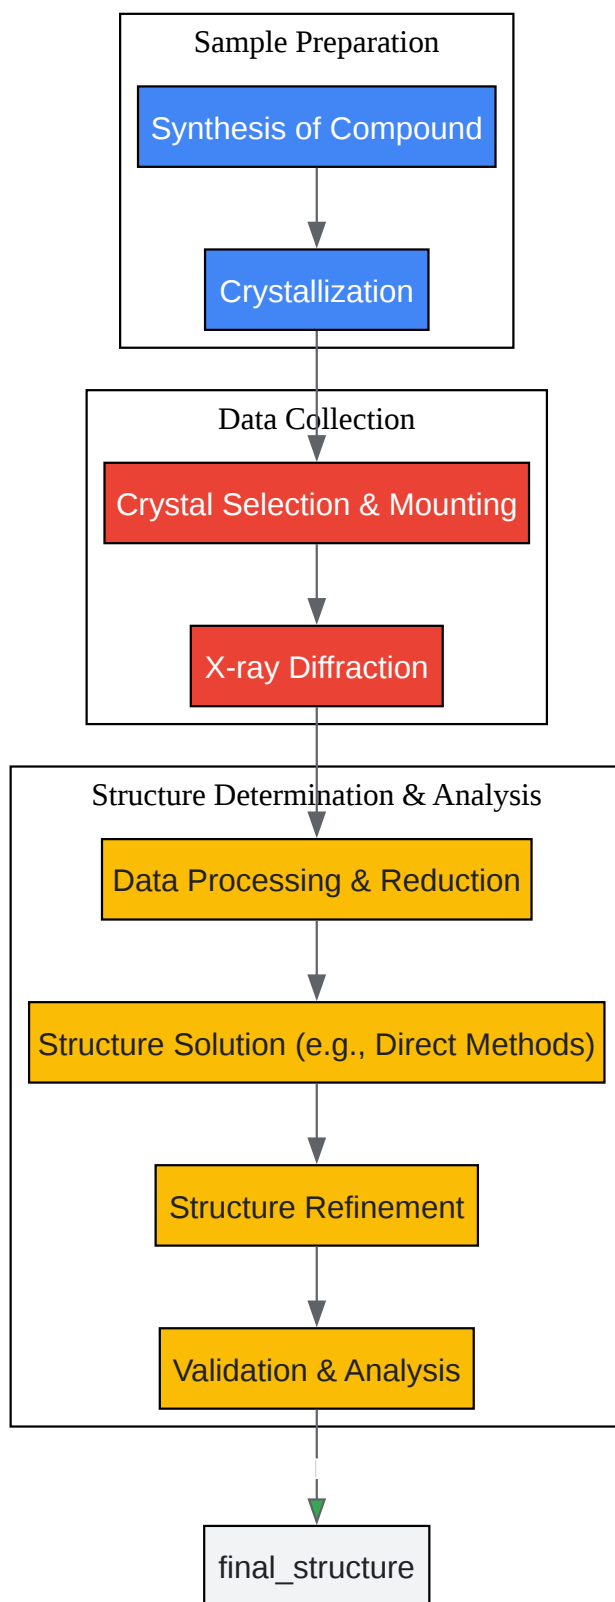 Sample Preparation
Synthesis of Compound
Crystallization
Data Collection
Crystal Selection & Mounting
X-ray Diffraction
Structure Determination & Analysis
Data Processing & Reduction
Structure Solution (e.g., Direct Methods)
Structure Refinement
Validation & Analysis
final_structure